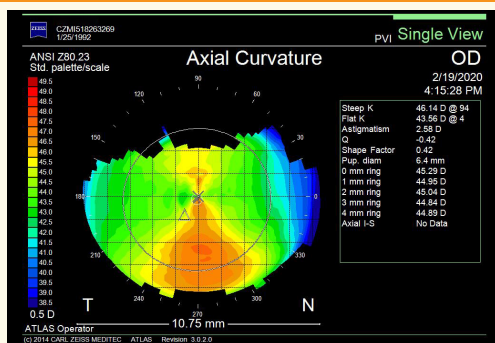 ZEISS
CZMI518263269
1/25/1992
PVI Single View
ANSI Z80.23
Std. palette/scale
Axial Curvature
OD
2/19/2020
4:15:28 PM
49.5
49.0
48.5
48.0
47.5
47.0
46.5
46.0
45.5
45.0
44.5
44.0
43.5
43.0
42.5
42.0
41.5
41.0
40.5
40.0
39.5
39.0
38.5
0.5 D
90
120
60
150
30
180
0
210
330
240
300
270
T
N
10.75 mm
Steep K 46.14 D @ 94
Flat K 43.56 D @ 4
Astigmatism 2.58 D
Q -0.42
Shape Factor 0.42
Pup. diam 6.4 mm
0 mm ring 45.29 D
1 mm ring 44.95 D
2 mm ring 45.04 D
3 mm ring 44.84 D
4 mm ring 44.89 D
Axial I-S No Data
ATLAS Operator
(c) 2014 CARL ZEISS MEDITEC ATLAS Revision 3.0.2.0